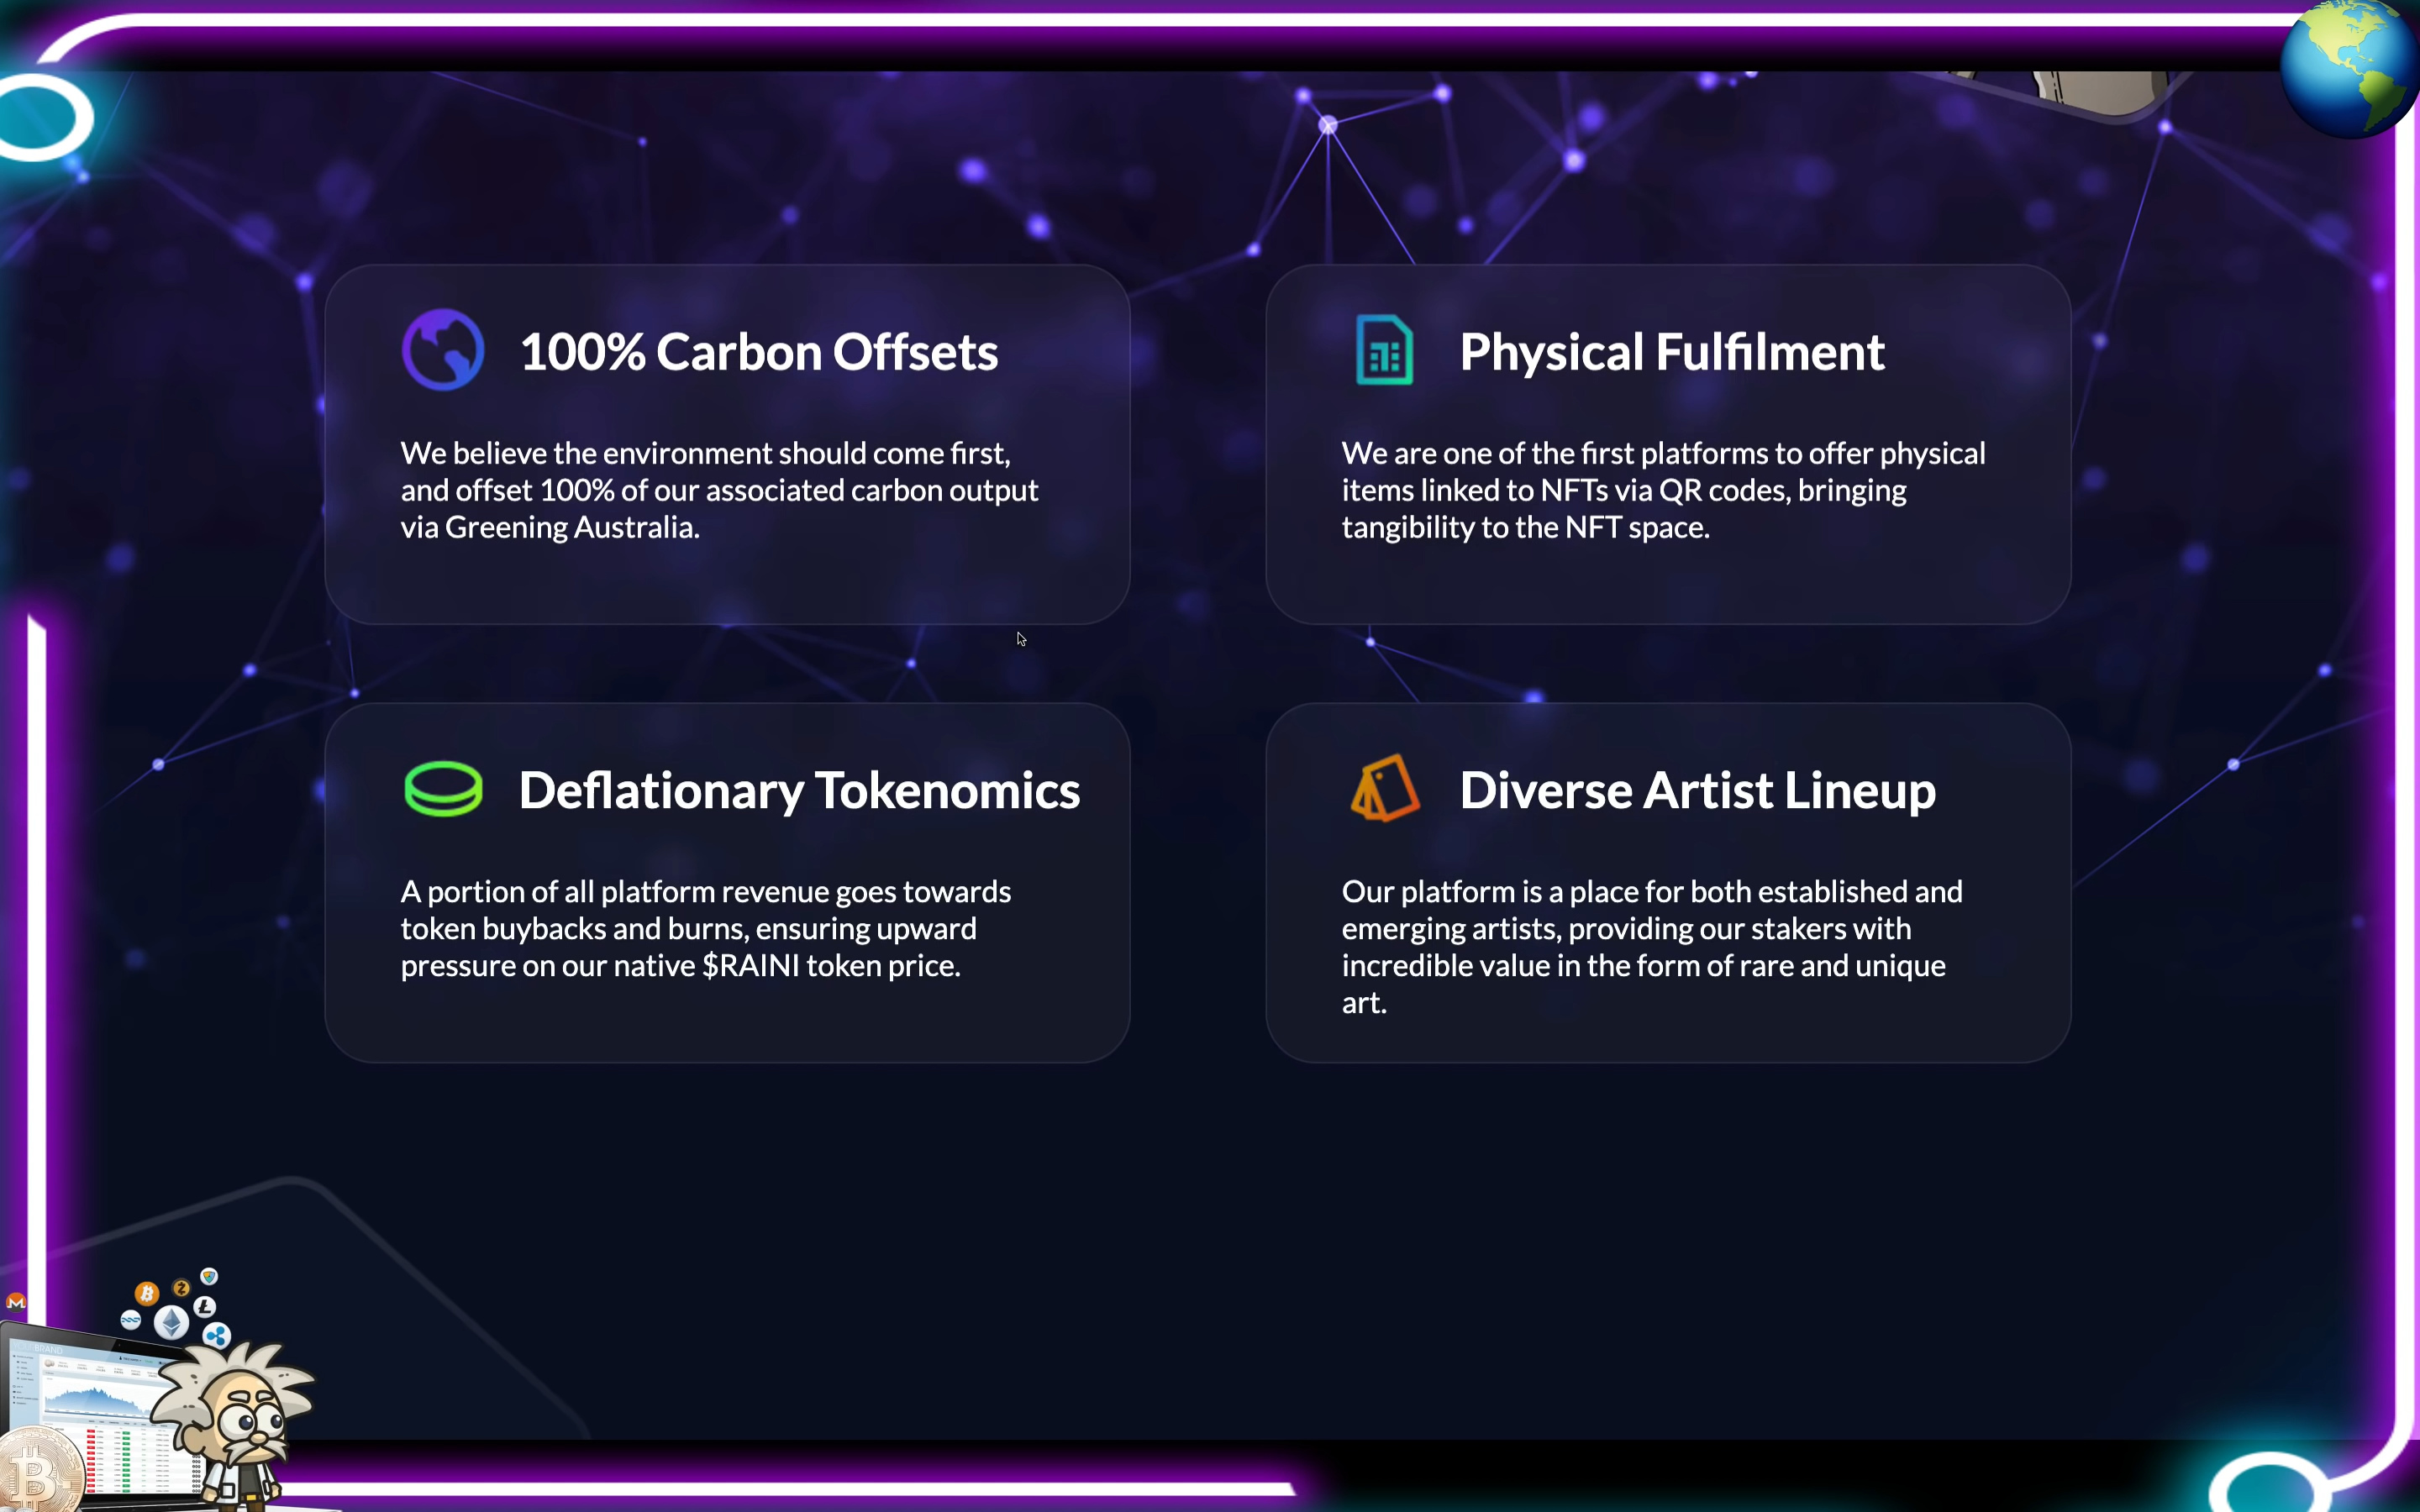 100% Carbon Offsets
We believe the environment should come first,
and offset 100% of our associated carbon output
via Greening Australia.
Physical Fulfilment
We are one of the first platforms to offer physical
items linked to NFTs via QR codes, bringing
tangibility to the NFT space.
Deflationary Tokenomics
A portion of all platform revenue goes towards
token buybacks and burns, ensuring upward
pressure on our native $RAINI token price.
Diverse Artist Lineup
Our platform is a place for both established and
emerging artists, providing our stakers with
incredible value in the form of rare and unique
art.
BRAND